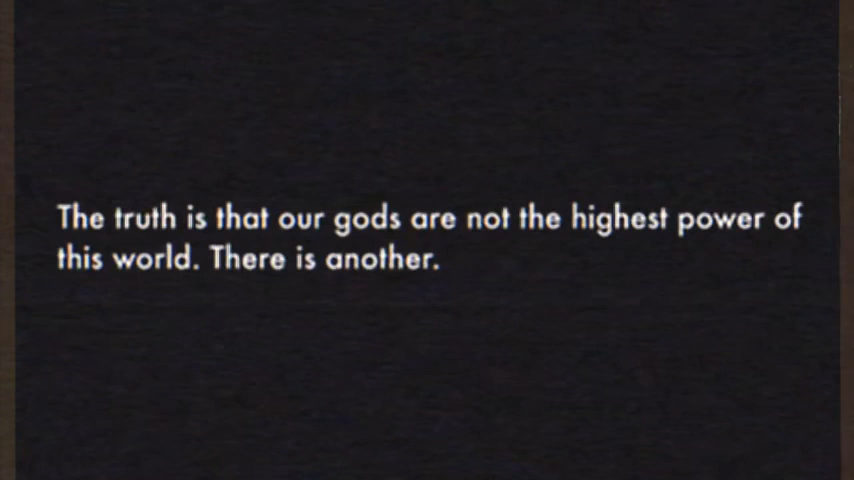 The truth is that our gods are not the highest power of
this world. There is another.